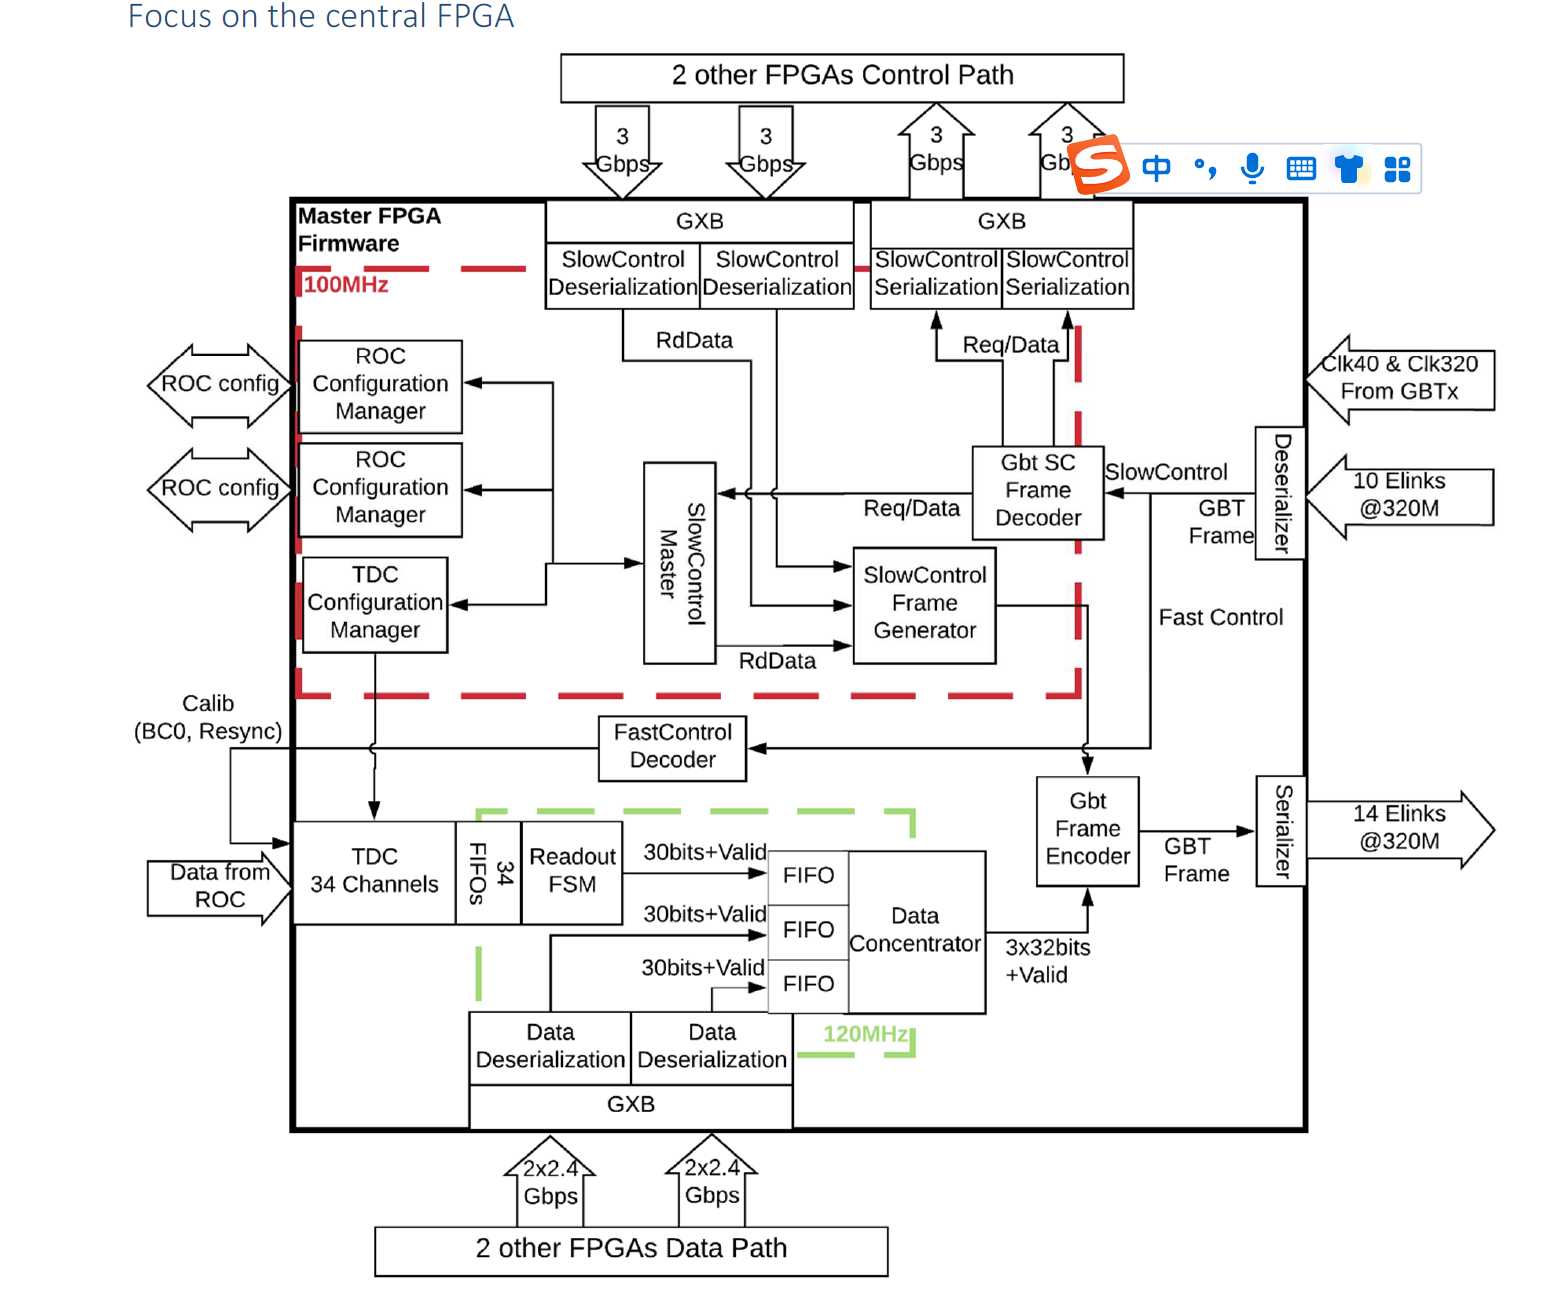 Focus on the central FPGA
2 other FPGAs Control Path
3
Gbps
3
Gbps
3
Gbps
3
中
Master FPGA
Firmware
GXB
GXB
SlowControl
Deserialization
SlowControl
Deserialization
SlowControl
Serialization
SlowControl
Serialization
100MHz
RdData
Req/Data
ROC config
ROC
Configuration
Manager
Clk40 & Clk320
From GBTx
ROC config
ROC
Configuration
Manager
SlowControl
Master
Req/Data
Gbt SC
Frame
Decoder
SlowControl
GBT
Frame
Deserializer
10 Elinks
@320M
TDC
Configuration
Manager
SlowControl
Frame
Generator
RdData
Fast Control
Calib
(BC0, Resync)
FastControl
Decoder
Gbt
Frame
Encoder
GBT
Frame
Serializer
14 Elinks
@320M
Data from
ROC
TDC
34 Channels
34
FIFOs
Readout
FSM
30bits+Valid
30bits+Valid
30bits+Valid
FIFO
FIFO
FIFO
Data
Concentrator
3x32bits
+Valid
120MHz
Data
Deserialization
Data
Deserialization
GXB
2x2.4
Gbps
2x2.4
Gbps
2 other FPGAs Data Path